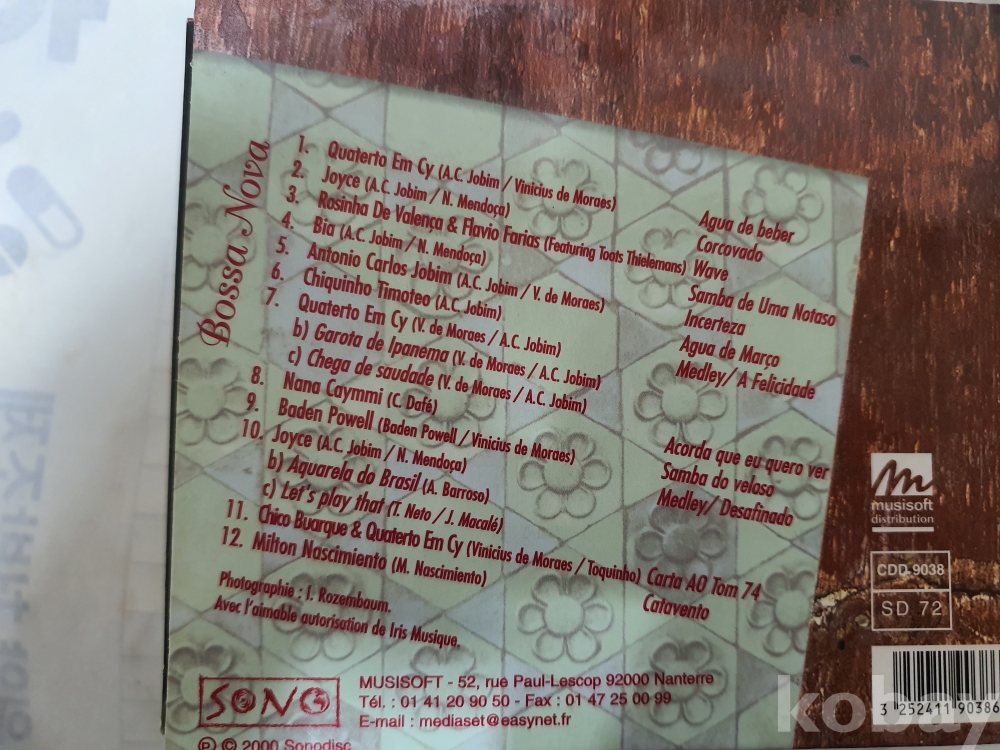 Bossa Nova
1. Quaterto Em Cy (A.C. Jobim / Vinicius de Moraes) Agua de beber
2. Joyce (A.C. Jobim / N. Mendoça) Corcovado
3. Rosinha De Valença & Flavio Farias (Featuring Toots Thielemans) Wave
4. Bia (A.C. Jobim / N. Mendoça) Samba de Uma Notaso
5. Antonio Carlos Jobim (A.C. Jobim / V. de Moraes) Incerteza
6. Chiquinho Timoteo (A.C. Jobim) Agua de Março
7. Quaterto Em Cy (V. de Moraes / A.C. Jobim) Medley/ A Felicidade
b) Garota de Ipanema (V. de Moraes / A.C. Jobim)
c) Chega de saudade (V. de Moraes / A.C. Jobim)
8. Nana Caymmi (C. Dafé) Acorda que eu quero ver
9. Baden Powell (Baden Powell / Vinicius de Moraes) Samba do veloso
10. Joyce (A.C. Jobim / N. Mendoça) Medley/ Desafinado
b) Aquarela do Brasil (A. Barroso)
c) Let's play that (T. Neto / J. Macalé)
11. Chico Buarque & Quaterto Em Cy (Vinicius de Moraes / Toquinho) Carta AO Tom 74
12. Milton Nascimiento (M. Nascimiento) Catavento
Photographie : I. Rozembaum.
Avec l'aimable autorisation de Iris Musique.
musisoft
distribution
CDD 9038
SD 72
SONO
MUSISOFT - 52, rue Paul-Lescop 92000 Nanterre
Tél. : 01 41 20 90 50 - Fax : 01 47 25 00 99
E-mail : mediaset@easynet.fr
℗ © 2000 Sonodisc
3 252411 90386
kobay